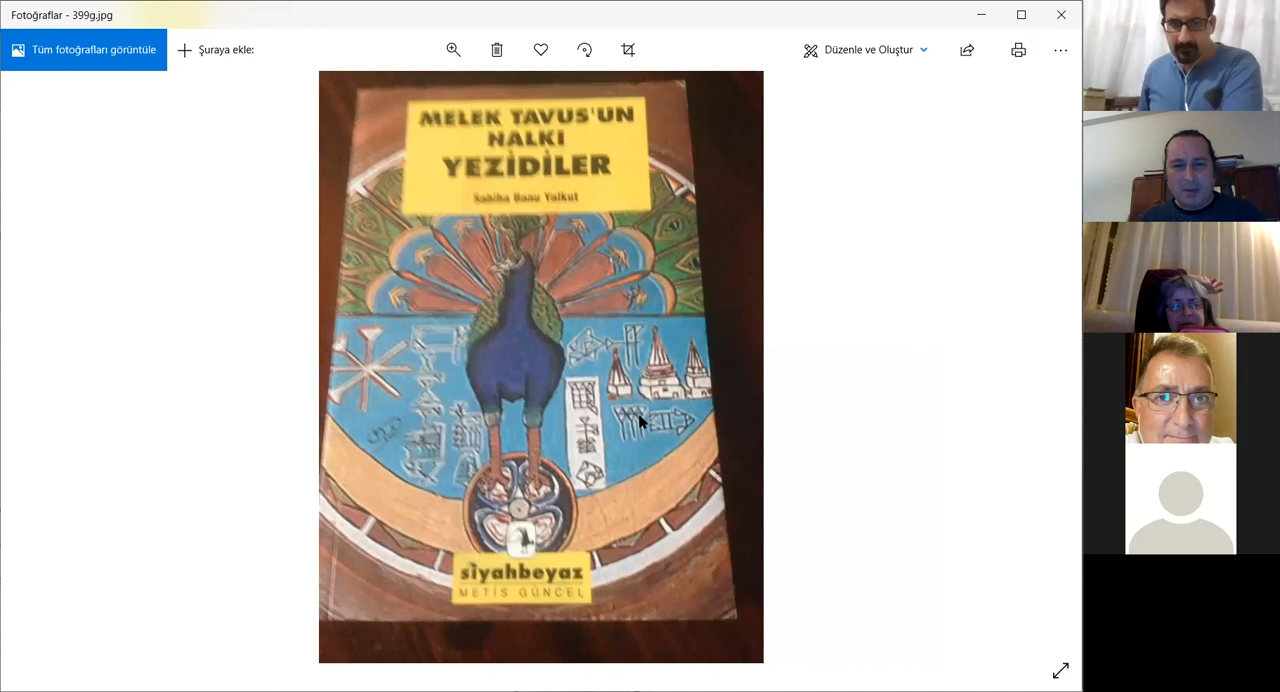 Fotoğraflar - 399g.jpg
Tüm fotoğrafları görüntüle
Şuraya ekle:
Düzenle ve Oluştur
MELEK TAVUS'UN
HALKI
YEZİDİLER
Sabiha Banu Yalkut
siyahbeyaz
METİS GÜNCEL